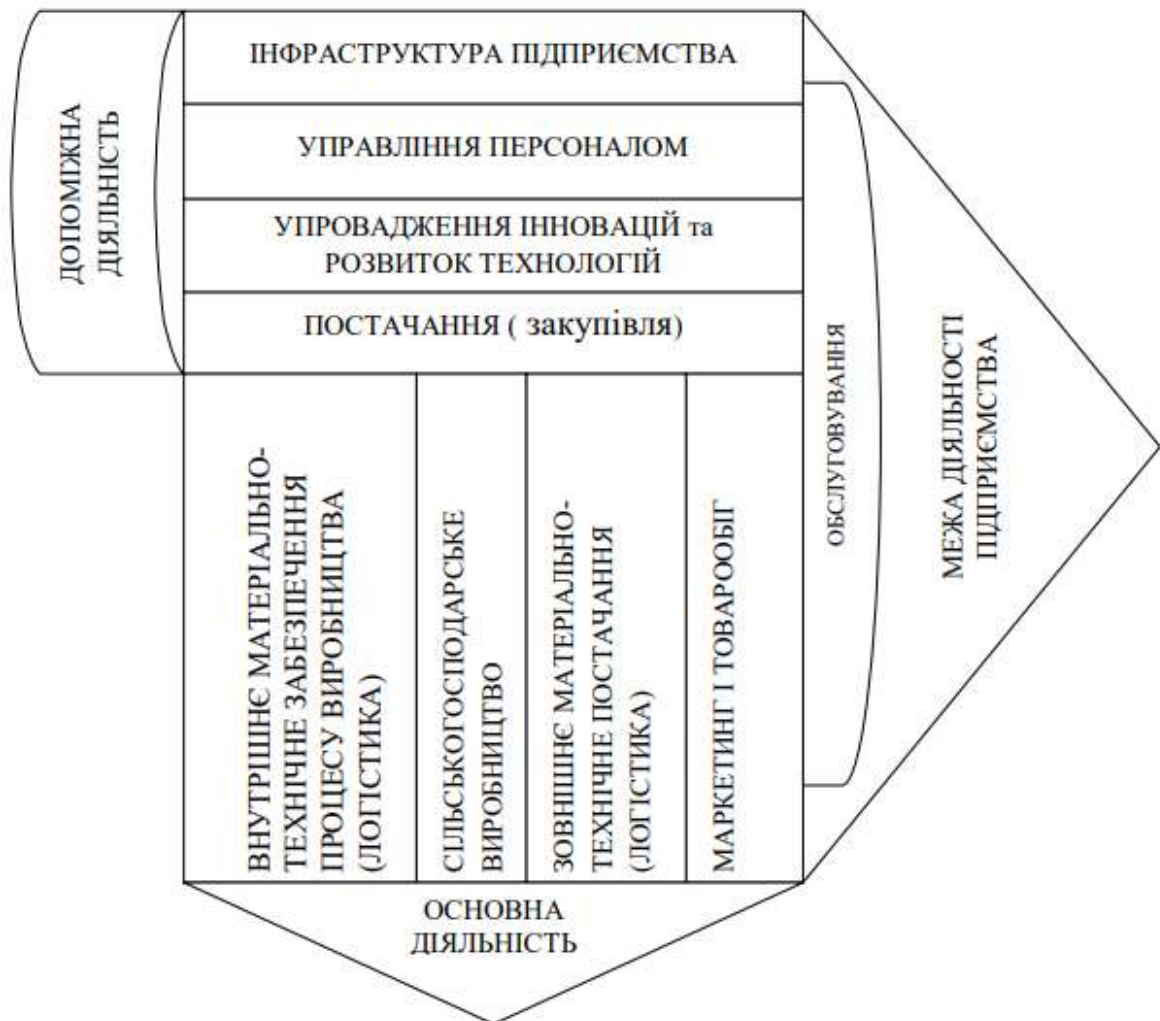 ДОПОМІЖНА
ДІЯЛЬНІСТЬ
ІНФРАСТРУКТУРА ПІДПРИЄМСТВА
УПРАВЛІННЯ ПЕРСОНАЛОМ
УПРОВАДЖЕННЯ ІННОВАЦІЙ та
РОЗВИТОК ТЕХНОЛОГІЙ
ПОСТАЧАННЯ ( закупівля)
ВНУТРІШНЄ МАТЕРІАЛЬНО-
ТЕХНІЧНЕ ЗАБЕЗПЕЧЕННЯ
ПРОЦЕСУ ВИРОБНИЦТВА
(ЛОГІСТИКА)
СІЛЬСЬКОГОСПОДАРСЬКЕ
ВИРОБНИЦТВО
ЗОВНІШНЄ МАТЕРІАЛЬНО-
ТЕХНІЧНЕ ПОСТАЧАННЯ
(ЛОГІСТИКА)
МАРКЕТИНГ І ТОВАРООБІГ
ОБСЛУГОВУВАННЯ
МЕЖА ДІЯЛЬНОСТІ
ПІДПРИЄМСТВА
ОСНОВНА
ДІЯЛЬНІСТЬ